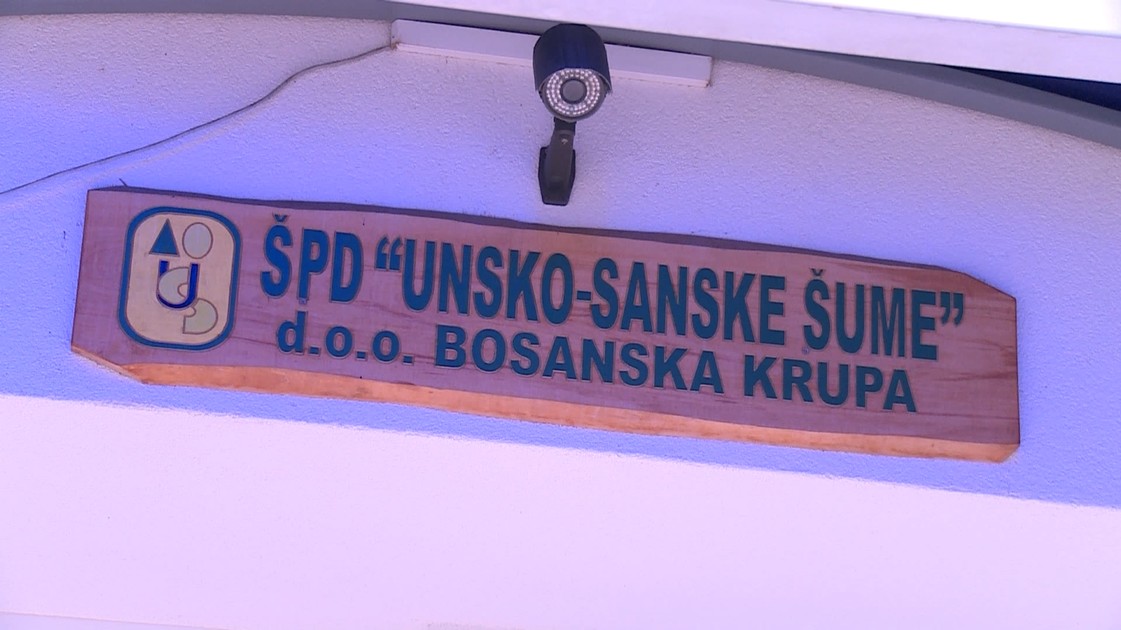 ŠPD “UNSKO-SANSKE ŠUME”
d.o.o. BOSANSKA KRUPA